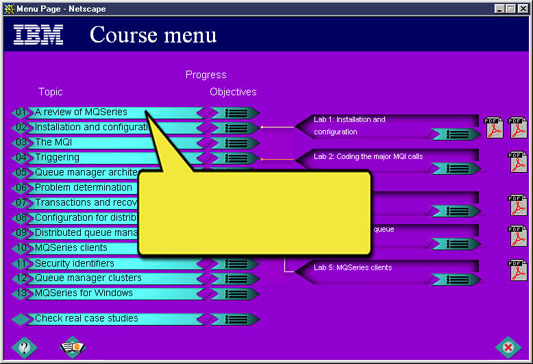 Menu Page - Netscape
IBM Course menu
Progress
Topic Objectives
01 A review of MQSeries
02 Installation and configurat
03 The MQI
04 Triggering
05 Queue manager archite
06 Problem determination
07 Transactions and recov
08 Configuration for distrib
09 Distributed queue mana
10 MQSeries clients
11 Security identifiers
12 Queue manager clusters
13 MQSeries for Windows
Check real case studies
Lab 1: Installation and
configuration
PDF PDF
Lab 2: Coding the major MQI calls
PDF
PDF
queue
PDF
Lab 5: MQSeries clients
PDF
?